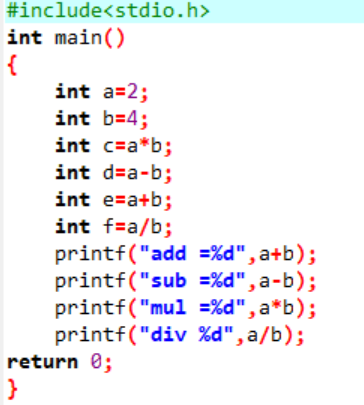 #include<stdio.h>
int main()
{
    int a=2;
    int b=4;
    int c=a*b;
    int d=a-b;
    int e=a+b;
    int f=a/b;
    printf("add =%d",a+b);
    printf("sub =%d",a-b);
    printf("mul =%d",a*b);
    printf("div %d",a/b);
return 0;
}